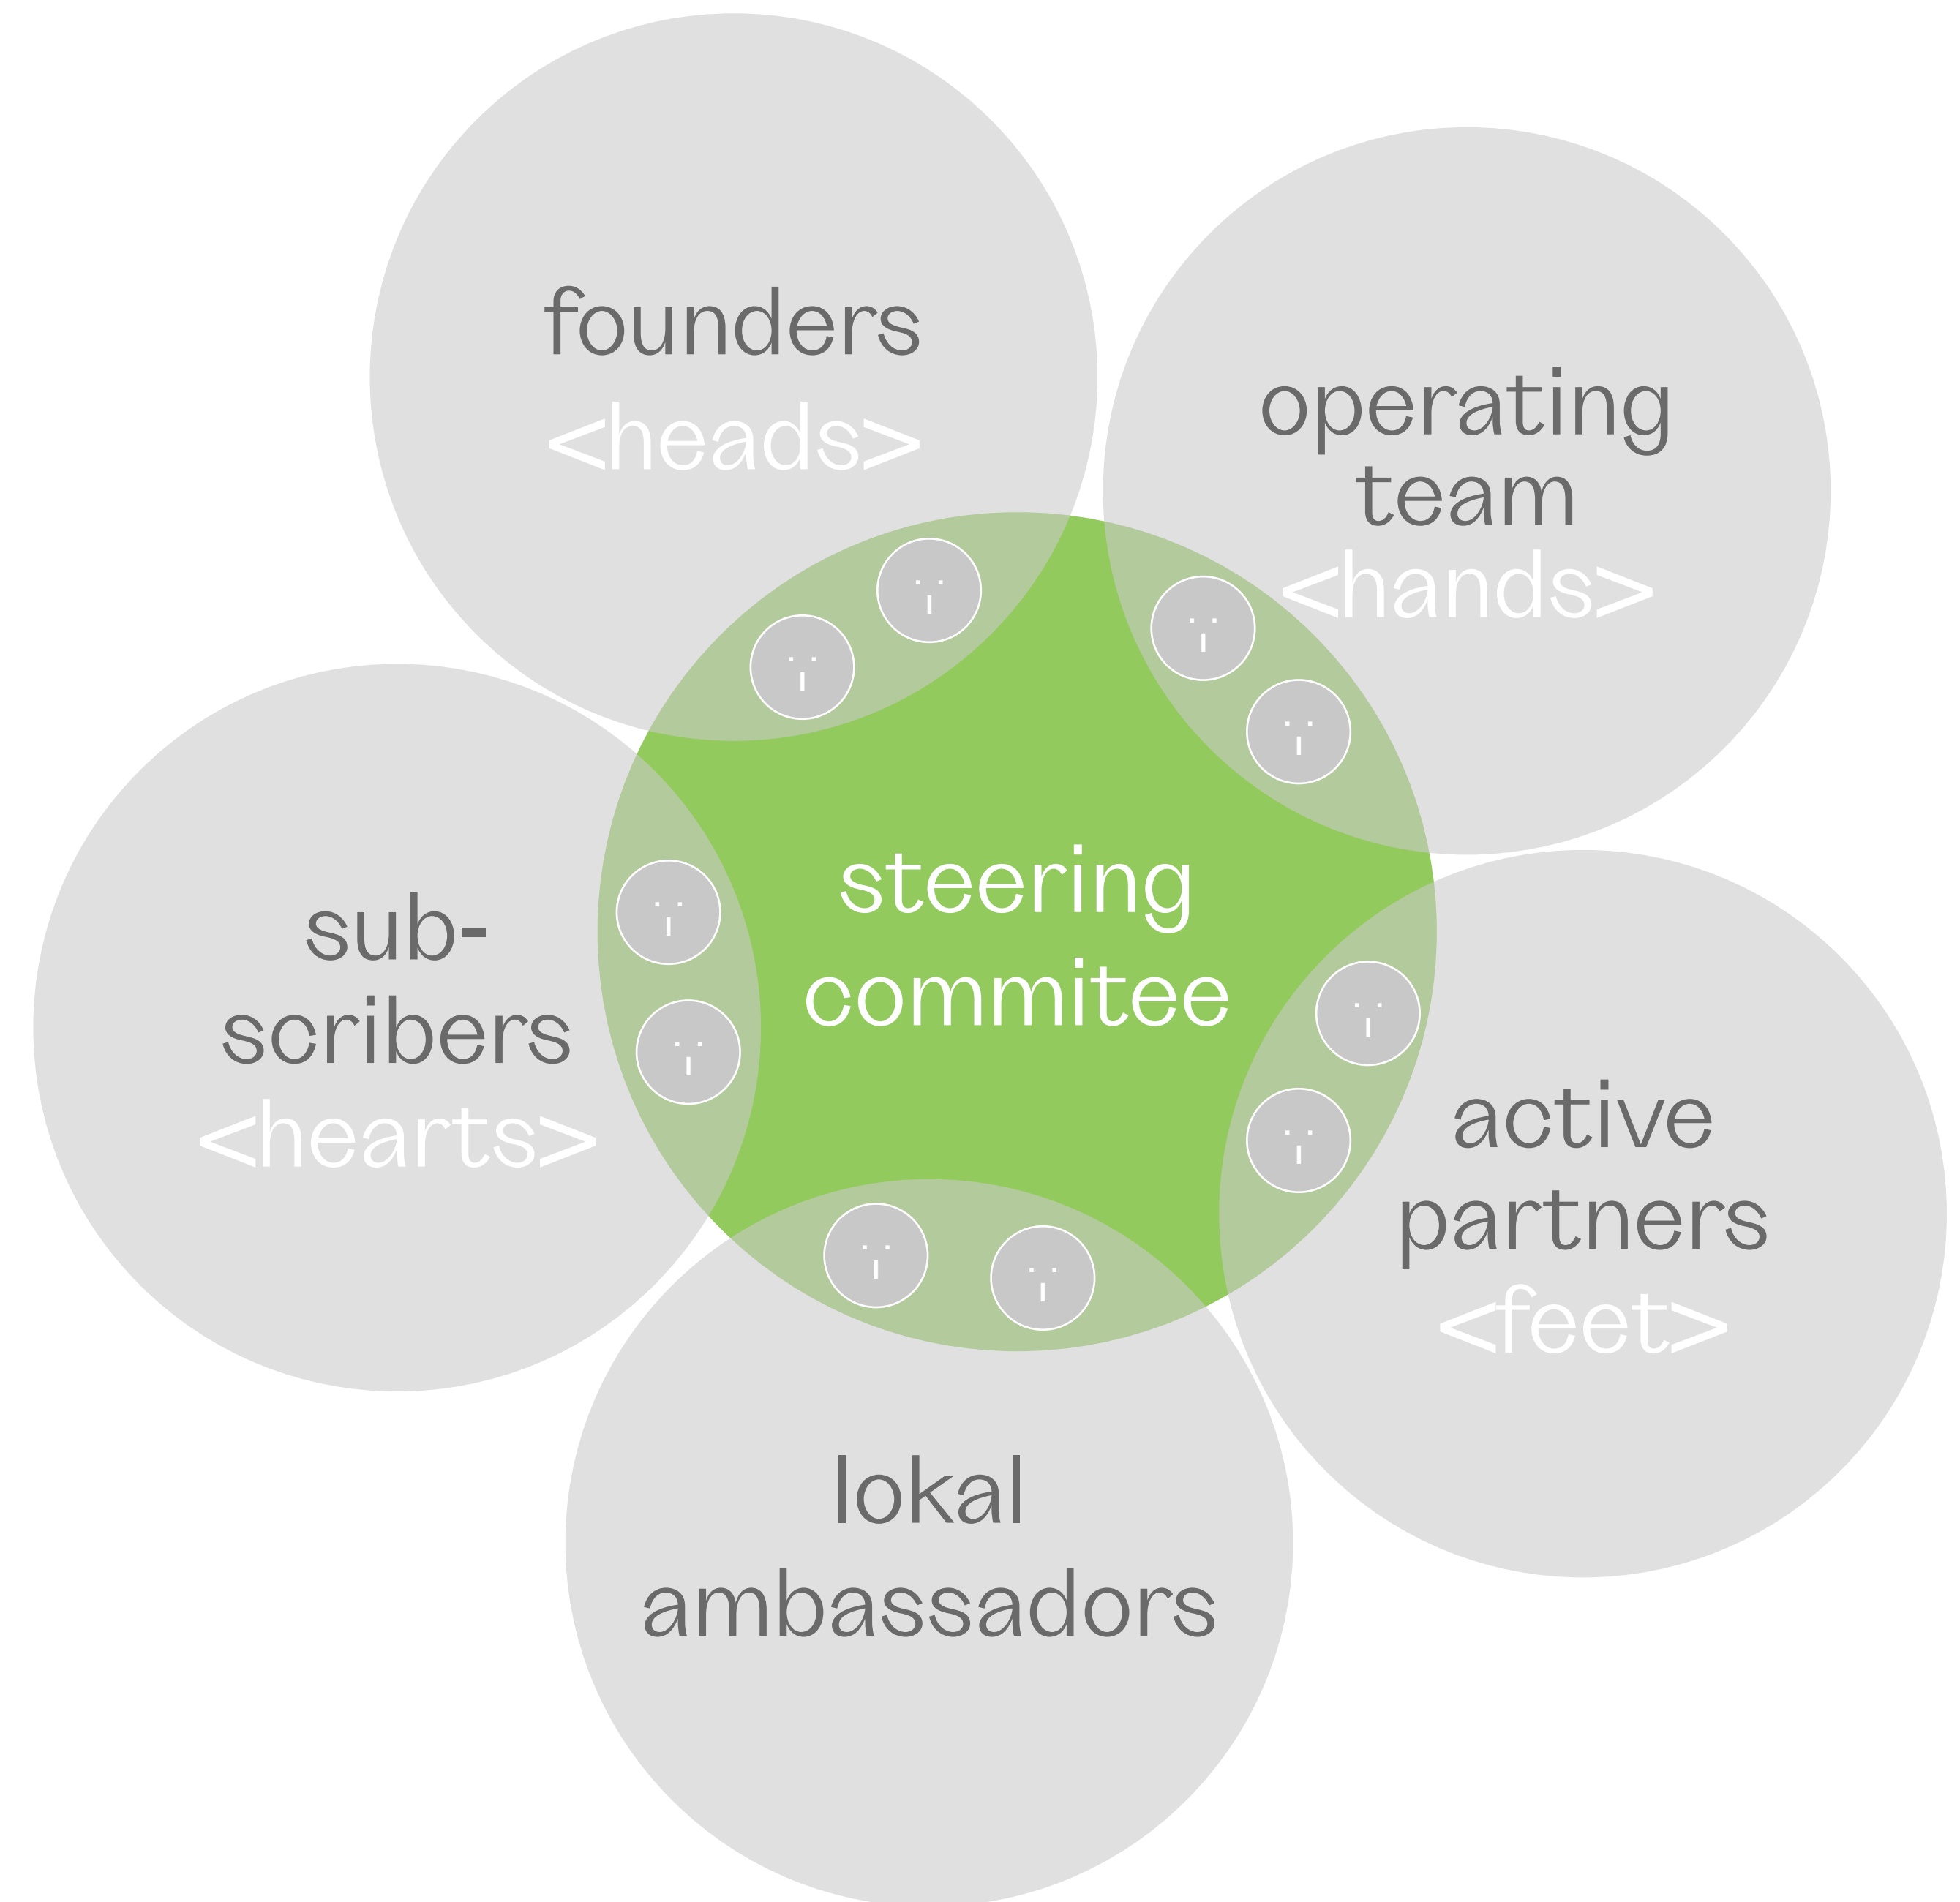 founders
<heads>
operating
team
<hands>
steering
commitee
sub-
scribers
<hearts>
active
partners
<feet>
lokal
ambassadors